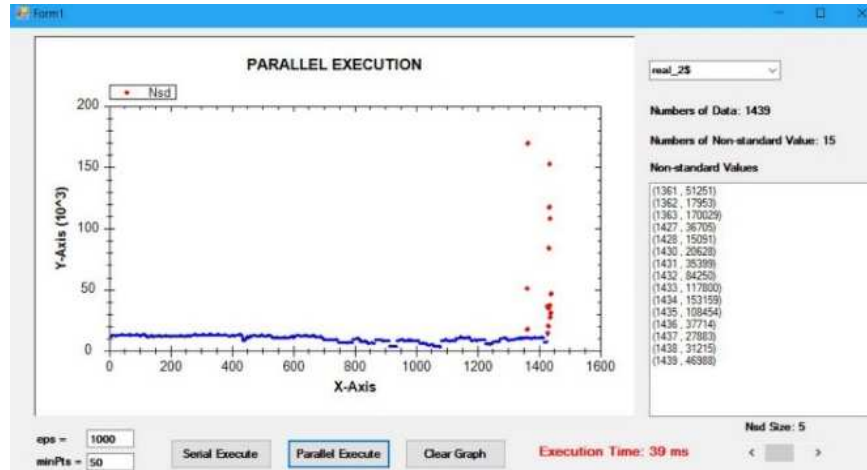 Form1
PARALLEL EXECUTION
Nsd
200
150
100
50
0
Y-Axis (10^3)
0 200 400 600 800 1000 1200 1400 1600
X-Axis
real_2$
Numbers of Data: 1439
Numbers of Non-standard Value: 15
Non-standard Values
(1361 , 51251)
(1362 , 17953)
(1363 , 170029)
(1427 , 36705)
(1428 , 15091)
(1430 , 20628)
(1431 , 35399)
(1432 , 84250)
(1433 , 117800)
(1434 , 153159)
(1435 , 108454)
(1436 , 37714)
(1437 , 27883)
(1438 , 31215)
(1439 , 46988)
Nsd Size: 5
eps = 1000
minPts = 50
Serial Execute
Parallel Execute
Clear Graph
Execution Time: 39 ms